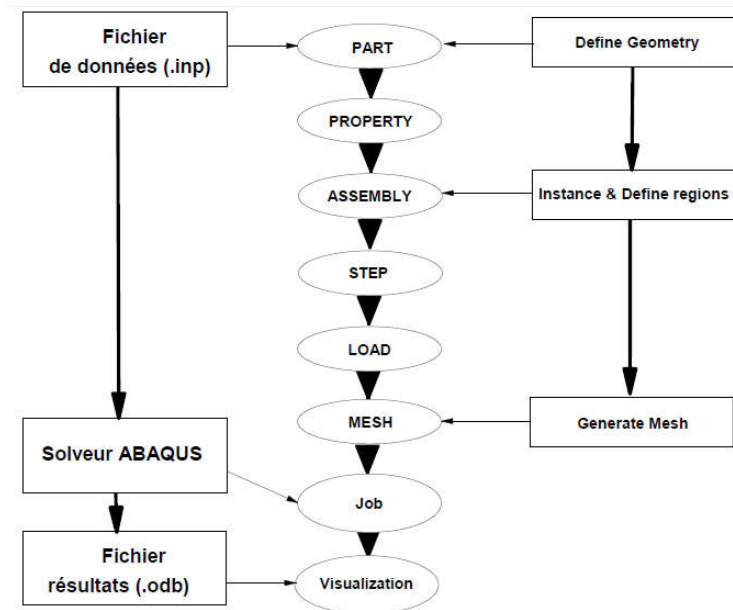 Fichier
de données (.inp)
PART
Define Geometry
PROPERTY
ASSEMBLY
Instance & Define regions
STEP
LOAD
MESH
Generate Mesh
Solveur ABAQUS
Job
Fichier
résultats (.odb)
Visualization